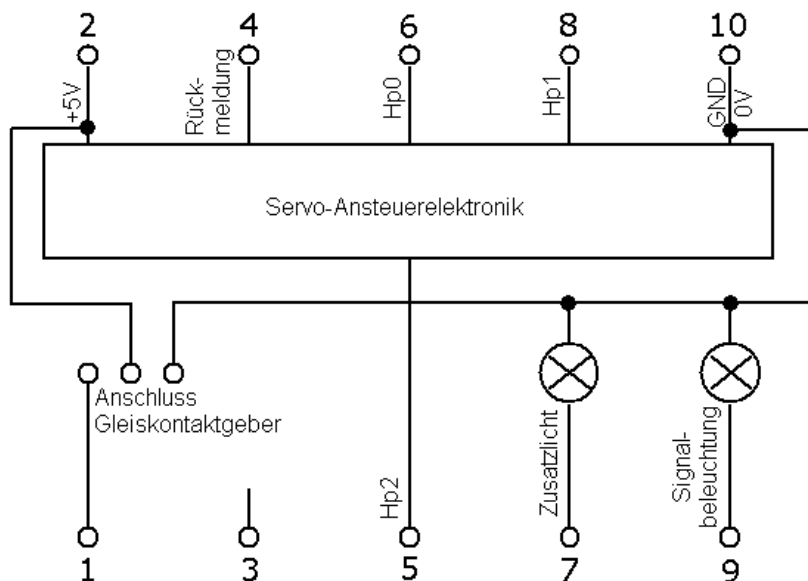 2 4 6 8 10
+5V
Rück-
meldung
Hp0
Hp1
GND
0V
Servo-Ansteuerelektronik
Anschluss
Gleiskontaktgeber
Hp2
Zusatzlicht
Signal-
beleuchtung
1 3 5 7 9